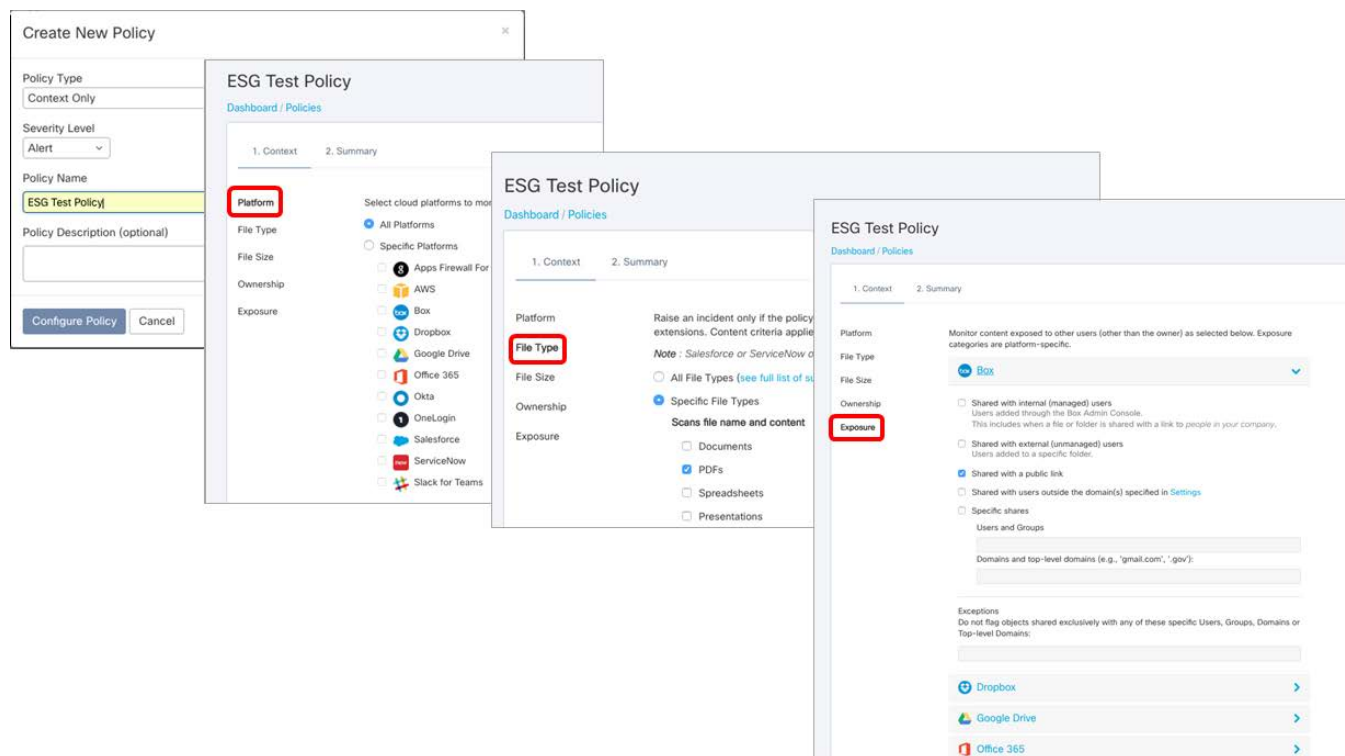 Create New Policy
×
Policy Type
Context Only
Severity Level
Alert
Policy Name
ESG Test Policy
Policy Description (optional)
Configure Policy
Cancel
ESG Test Policy
Dashboard / Policies
1. Context 2. Summary
Platform
File Type
File Size
Ownership
Exposure
Select cloud platforms to mor
All Platforms
Specific Platforms
Apps Firewall For
AWS
Box
Dropbox
Google Drive
Office 365
Okta
OneLogin
Salesforce
ServiceNow
Slack for Teams
ESG Test Policy
Dashboard / Policies
1. Context 2. Summary
Platform
File Type
File Size
Ownership
Exposure
Raise an incident only if the policy
extensions. Content criteria applie
Note : Salesforce or ServiceNow o
All File Types (see full list of su
Specific File Types
Scans file name and content
Documents
PDFs
Spreadsheets
Presentations
ESG Test Policy
Dashboard / Policies
1. Context 2. Summary
Platform
File Type
File Size
Ownership
Exposure
Monitor content exposed to other users (other than the owner) as selected below. Exposure
categories are platform-specific.
box Box
Shared with internal (managed) users
Users added through the Box Admin Console.
This includes when a file or folder is shared with a link to people in your company.
Shared with external (unmanaged) users
Users added to a specific folder.
Shared with a public link
Shared with users outside the domain(s) specified in Settings
Specific shares
Users and Groups
Domains and top-level domains (e.g., 'gmail.com', '.gov'):
Exceptions
Do not flag objects shared exclusively with any of these specific Users, Groups, Domains or
Top-level Domains:
Dropbox
Google Drive
Office 365